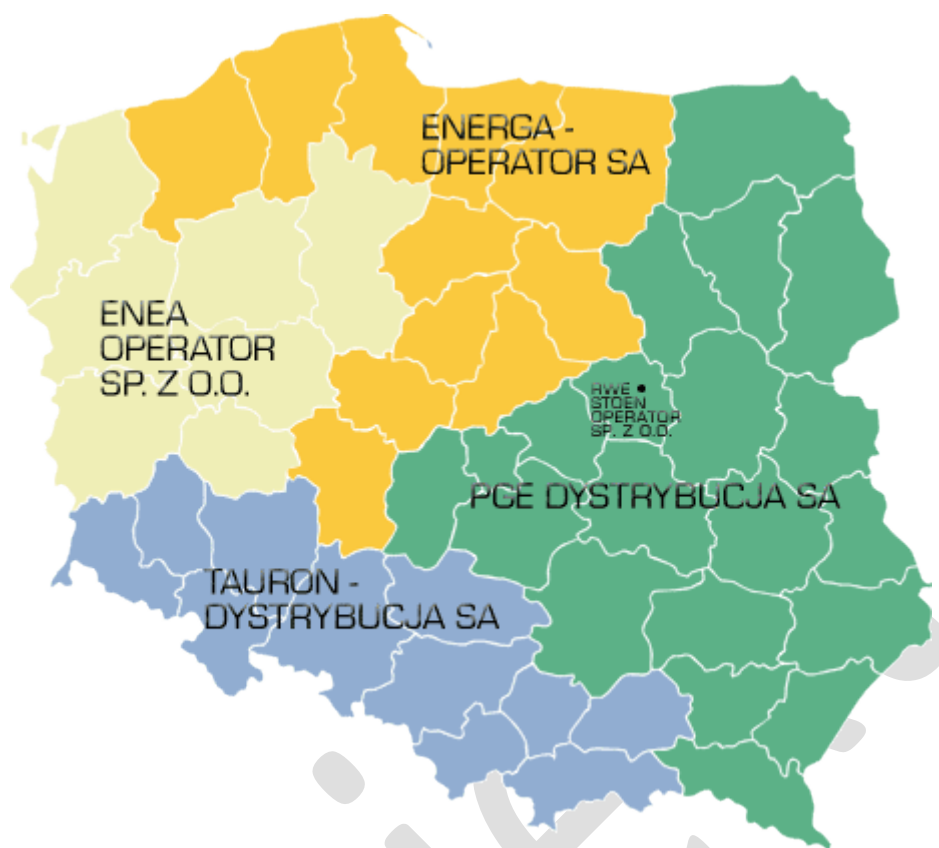 ENERGA -
OPERATOR SA
ENEA
OPERATOR
SP. Z O.O.
RWE
STOEN
OPERATOR
SP. Z O.O.
PGE DYSTRYBUCJA SA
TAURON -
DYSTRYBUCJA SA